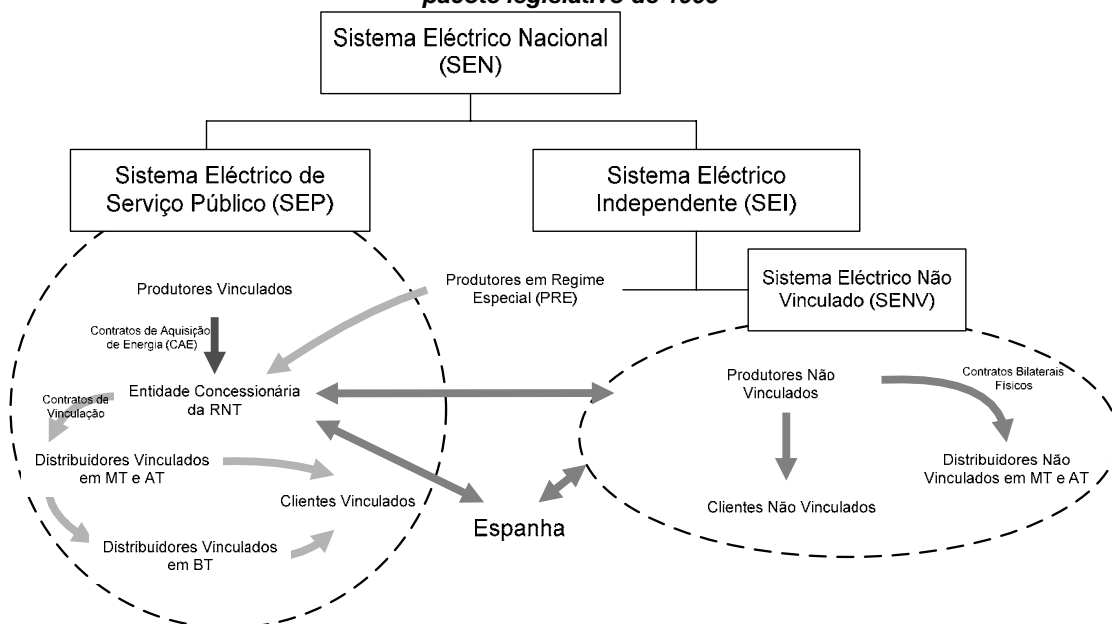 pacote legislativo de 1995
Sistema Eléctrico Nacional
(SEN)
Sistema Eléctrico de
Serviço Público (SEP)
Sistema Eléctrico
Independente (SEI)
Produtores em Regime
Especial (PRE)
Sistema Eléctrico Não
Vinculado (SENV)
Produtores Vinculados
Contratos de Aquisição
de Energia (CAE)
Entidade Concessionária
da RNT
Contratos de
Vinculação
Distribuidores Vinculados
em MT e AT
Clientes Vinculados
Distribuidores Vinculados
em BT
Espanha
Produtores Não
Vinculados
Contratos Bilaterais
Físicos
Distribuidores Não
Vinculados em MT e AT
Clientes Não Vinculados